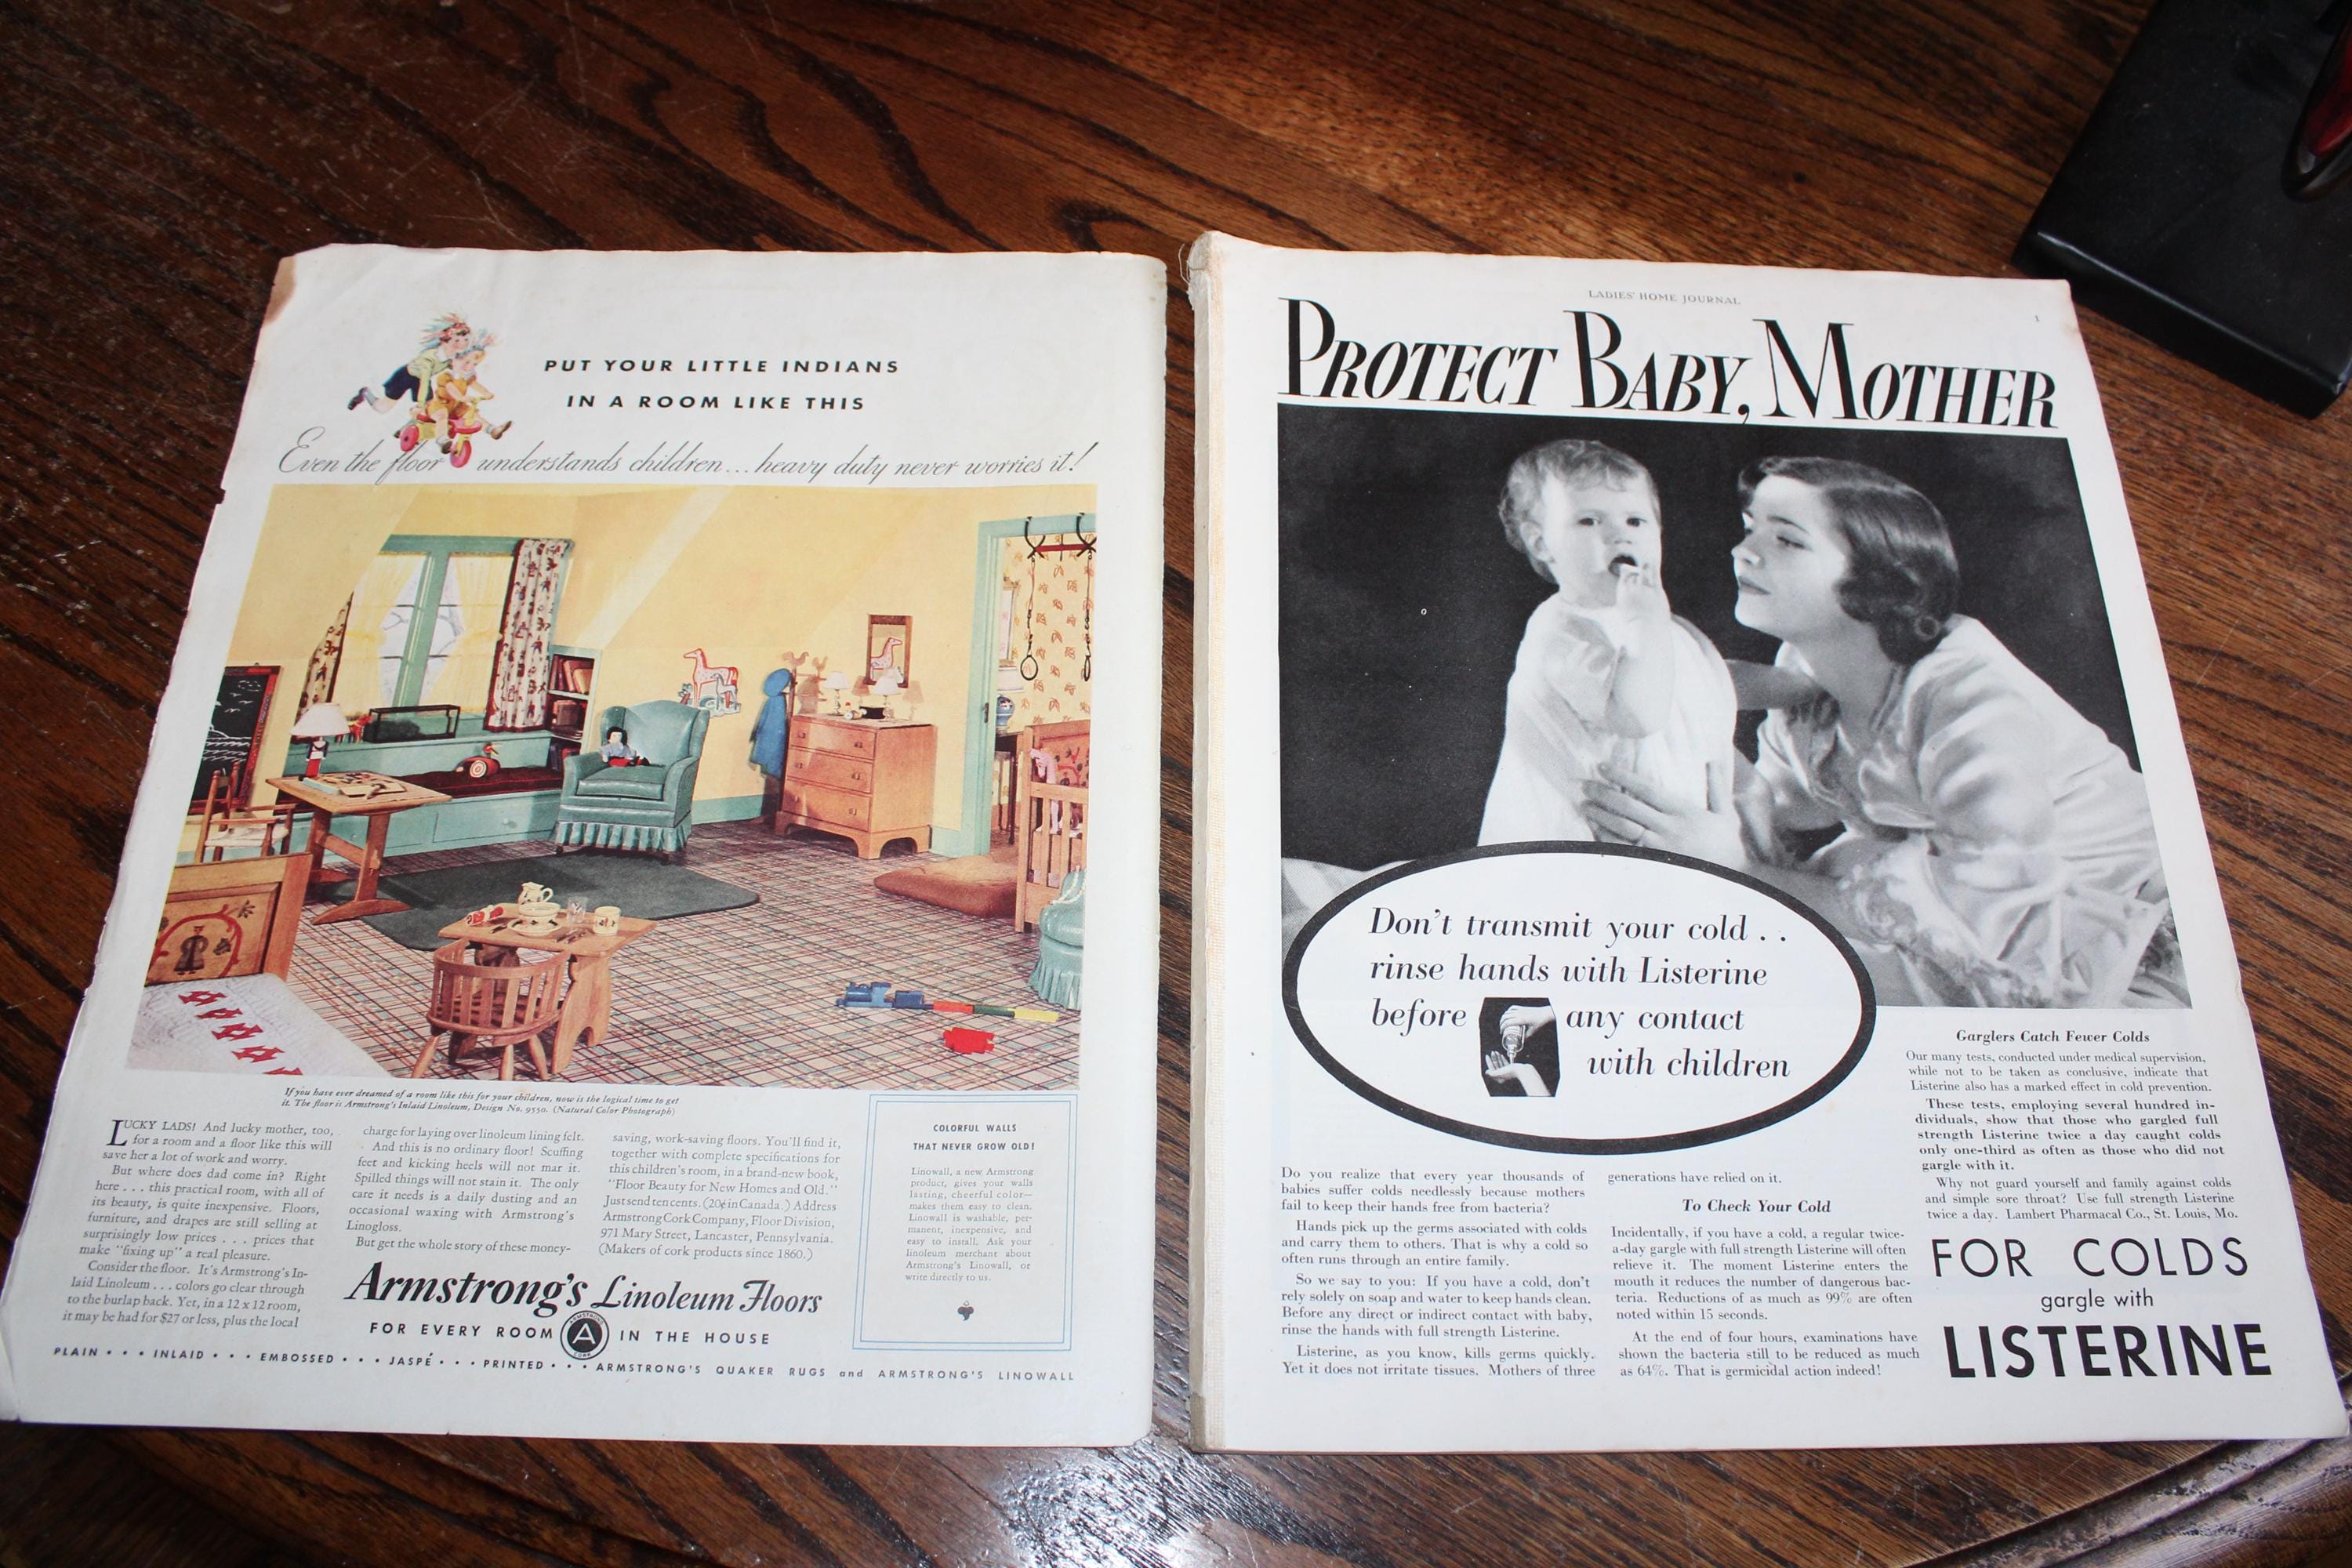 PUT YOUR LITTLE INDIANS
IN A ROOM LIKE THIS
Even the floor understands children...heavy duty never worries it!
If you have ever dreamed of a room like this for your children, now is the logical time to get
it. The floor is Armstrong's Inlaid Linoleum, Design No. 9550. (Natural Color Photograph)
LUCKY LADS! And lucky mother, too,
for a room and a floor like this will
save her a lot of work and worry.
But where does dad come in? Right
here . . . this practical room, with all of
its beauty, is quite inexpensive. Floors,
furniture, and drapes are still selling at
surprisingly low prices . . . prices that
make "fixing up" a real pleasure.
Consider the floor. It's Armstrong's In-
laid Linoleum . . . colors go clear through
to the burlap back. Yet, in a 12 x 12 room,
it may be had for $27 or less, plus the local
charge for laying over linoleum lining felt.
And this is no ordinary floor! Scuffing
feet and kicking heels will not mar it.
Spilled things will not stain it. The only
care it needs is a daily dusting and an
occasional waxing with Armstrong's
Linogloss.
But get the whole story of these money-
saving, work-saving floors. You'll find it,
together with complete specifications for
this children's room, in a brand-new book,
"Floor Beauty for New Homes and Old."
Just send ten cents. (20¢ in Canada.) Address
Armstrong Cork Company, Floor Division,
971 Mary Street, Lancaster, Pennsylvania.
(Makers of cork products since 1860.)
COLORFUL WALLS
THAT NEVER GROW OLD!
Linowall, a new Armstrong
product, gives your walls
lasting, cheerful color—
makes them easy to clean.
Linowall is washable, per-
manent, inexpensive, and
easy to install. Ask your
linoleum merchant about
Armstrong's Linowall, or
write directly to us.
Armstrong's Linoleum Floors
FOR EVERY ROOM A IN THE HOUSE
PLAIN • • • INLAID • • • EMBOSSED • • • JASPÉ • • • PRINTED • • • ARMSTRONG'S QUAKER RUGS and ARMSTRONG'S LINOWALL
LADIES' HOME JOURNAL
1
PROTECT BABY, MOTHER
Don't transmit your cold . .
rinse hands with Listerine
before any contact
with children
Do you realize that every year thousands of
babies suffer colds needlessly because mothers
fail to keep their hands free from bacteria?
Hands pick up the germs associated with colds
and carry them to others. That is why a cold so
often runs through an entire family.
So we say to you: If you have a cold, don't
rely solely on soap and water to keep hands clean.
Before any direct or indirect contact with baby,
rinse the hands with full strength Listerine.
Listerine, as you know, kills germs quickly.
Yet it does not irritate tissues. Mothers of three
generations have relied on it.
To Check Your Cold
Incidentally, if you have a cold, a regular twice-
a-day gargle with full strength Listerine will often
relieve it. The moment Listerine enters the
mouth it reduces the number of dangerous bac-
teria. Reductions of as much as 99% are often
noted within 15 seconds.
At the end of four hours, examinations have
shown the bacteria still to be reduced as much
as 64%. That is germicidal action indeed!
Garglers Catch Fewer Colds
Our many tests, conducted under medical supervision,
while not to be taken as conclusive, indicate that
Listerine also has a marked effect in cold prevention.
These tests, employing several hundred in-
dividuals, show that those who gargled full
strength Listerine twice a day caught colds
only one-third as often as those who did not
gargle with it.
Why not guard yourself and family against colds
and simple sore throat? Use full strength Listerine
twice a day. Lambert Pharmacal Co., St. Louis, Mo.
FOR COLDS
gargle with
LISTERINE